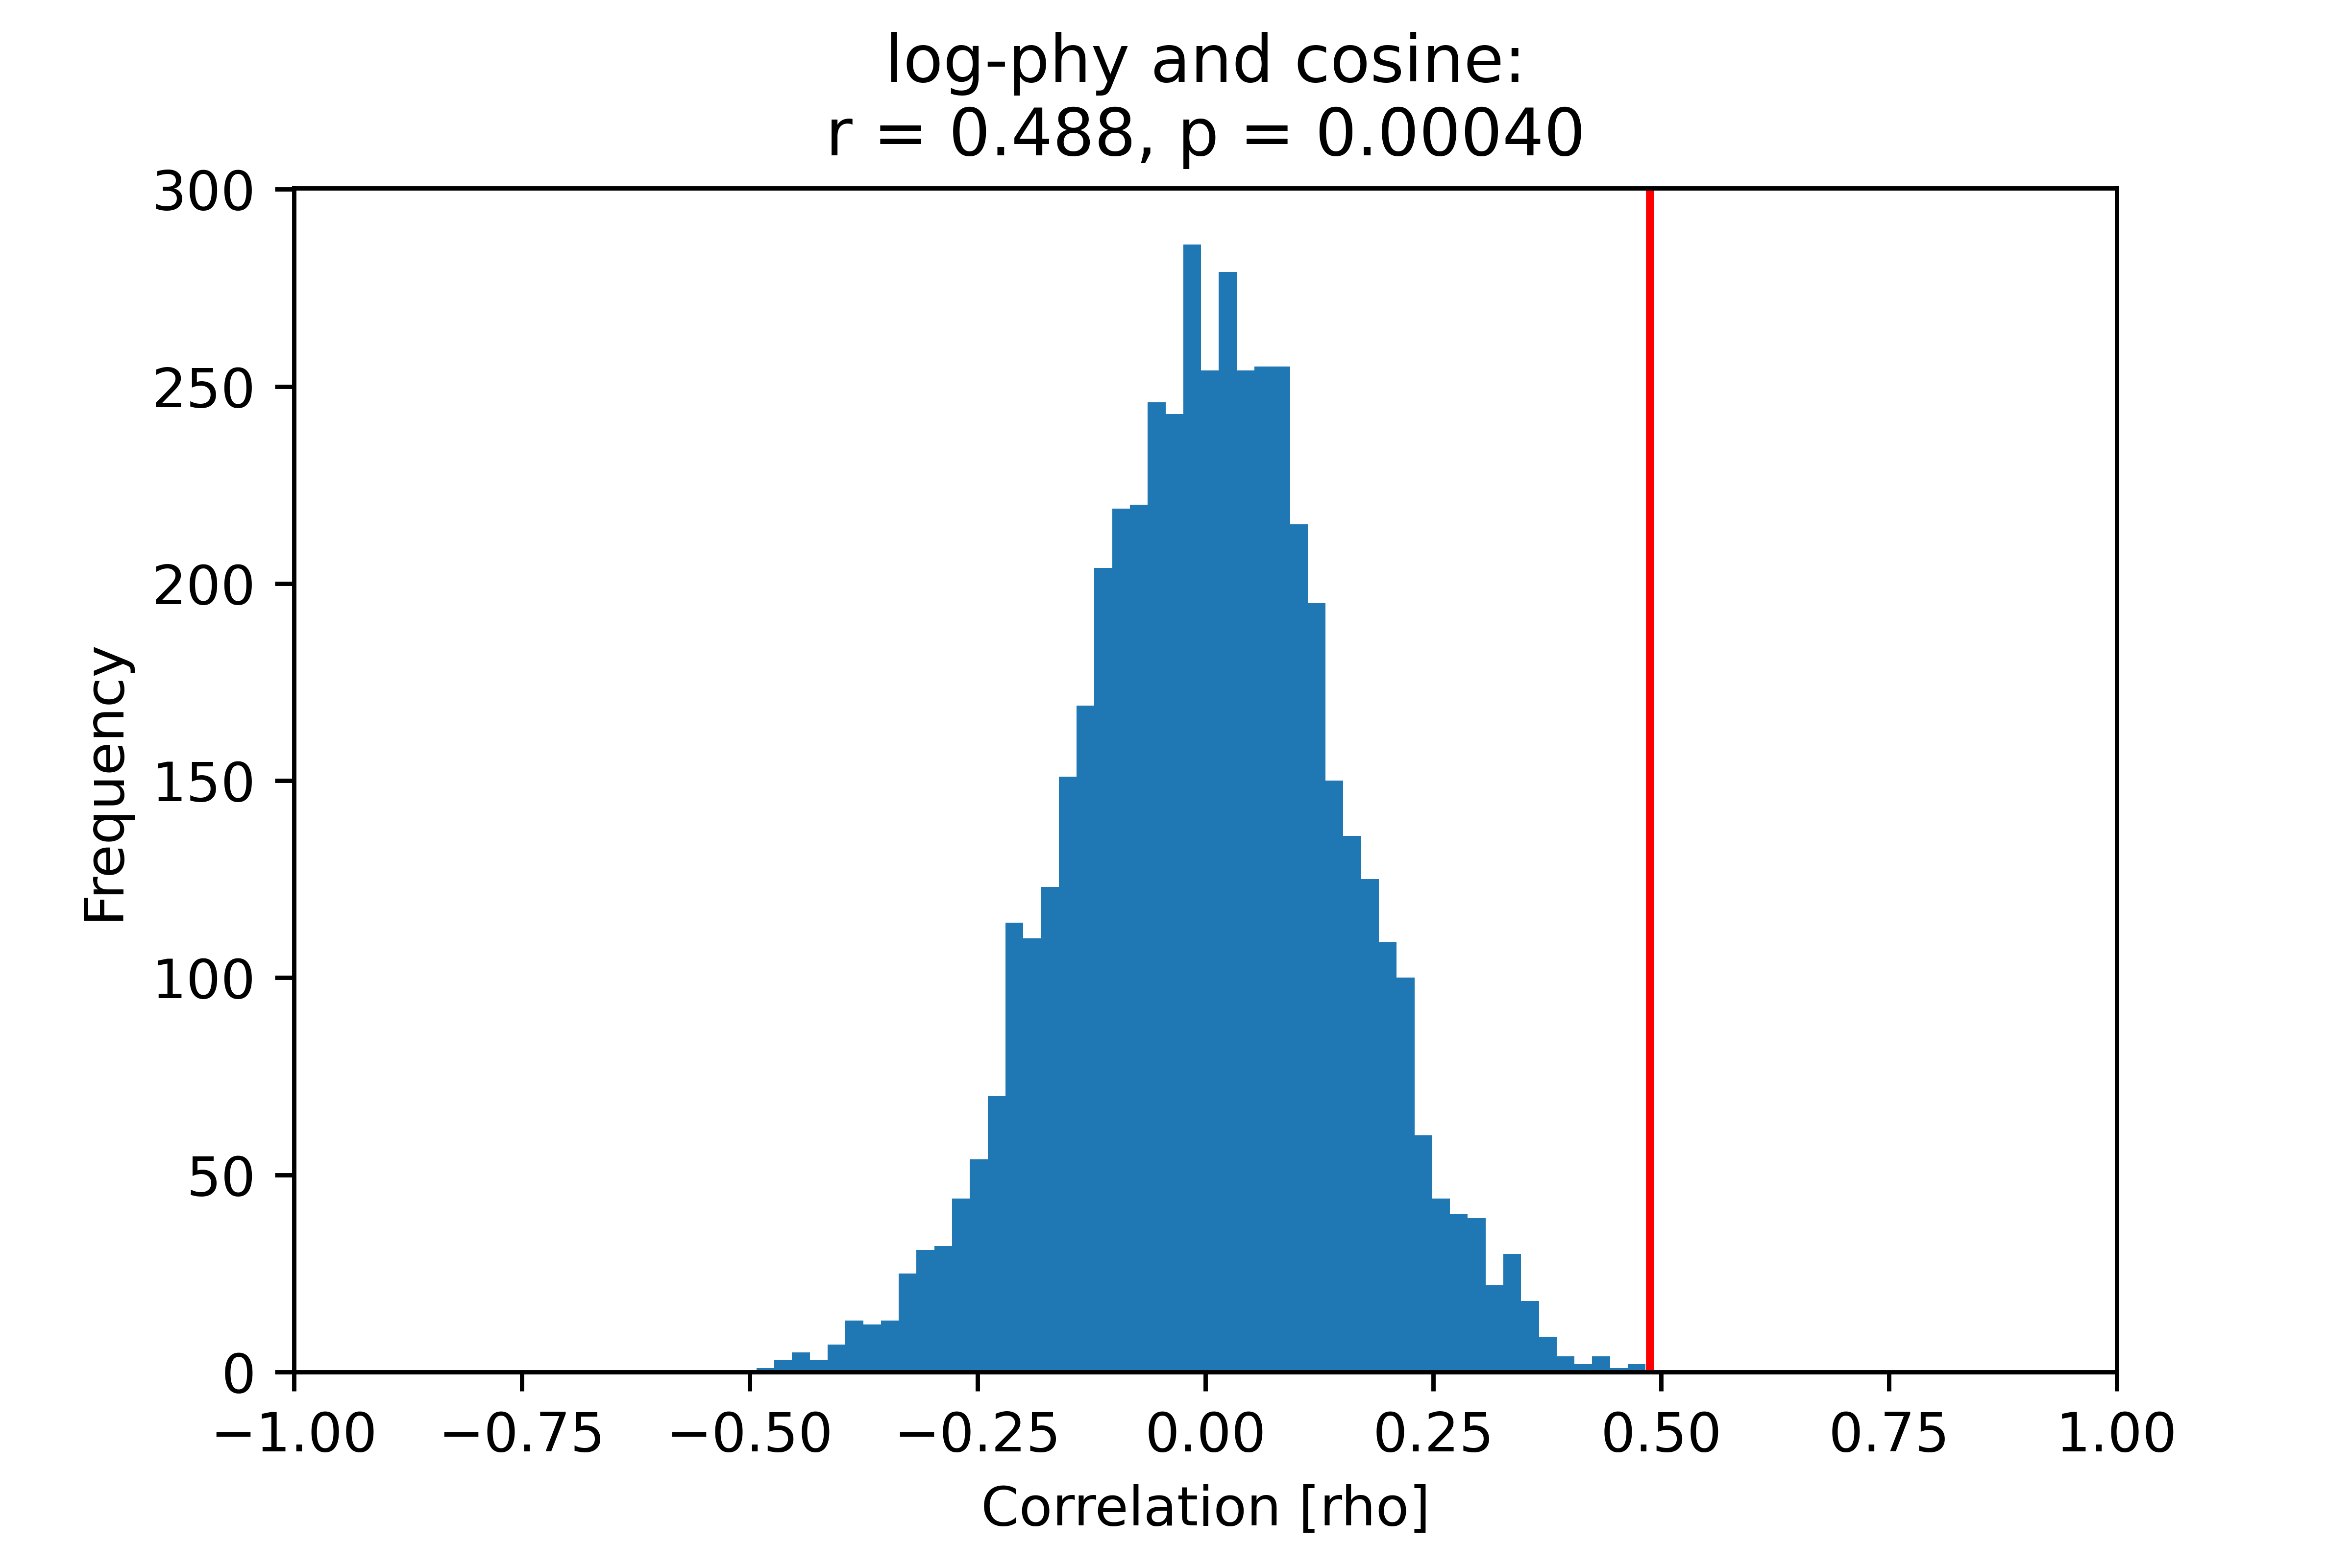 log-phy and cosine:
r = 0.488, p = 0.00040
300
250
200
150
100
50
0
Frequency
−1.00 −0.75 −0.50 −0.25 0.00 0.25 0.50 0.75 1.00
Correlation [rho]